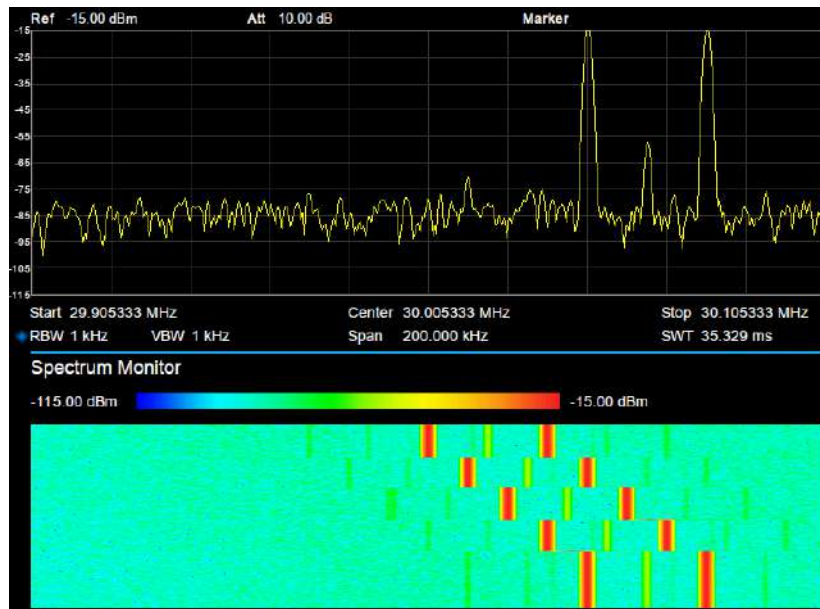 Ref -15.00 dBm Att 10.00 dB Marker
-15
-25
-35
-45
-55
-65
-75
-85
-95
-105
-115
Start 29.905333 MHz Center 30.005333 MHz Stop 30.105333 MHz
RBW 1 kHz VBW 1 kHz Span 200.000 kHz SWT 35.329 ms
Spectrum Monitor
-115.00 dBm -15.00 dBm